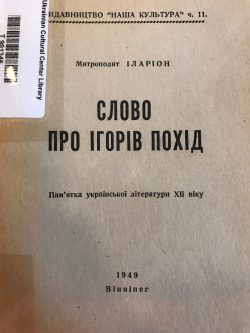 ИДАВНИЦТВО "НАША КУЛЬТУРА" ч. 11.
Митрополит ІЛАРІОН
СЛОВО
ПРО ІГОРІВ ПОХІД
Пам'ятка української літератури XII віку
1949
Вінніпег
Ukrainian Cultural Center Library